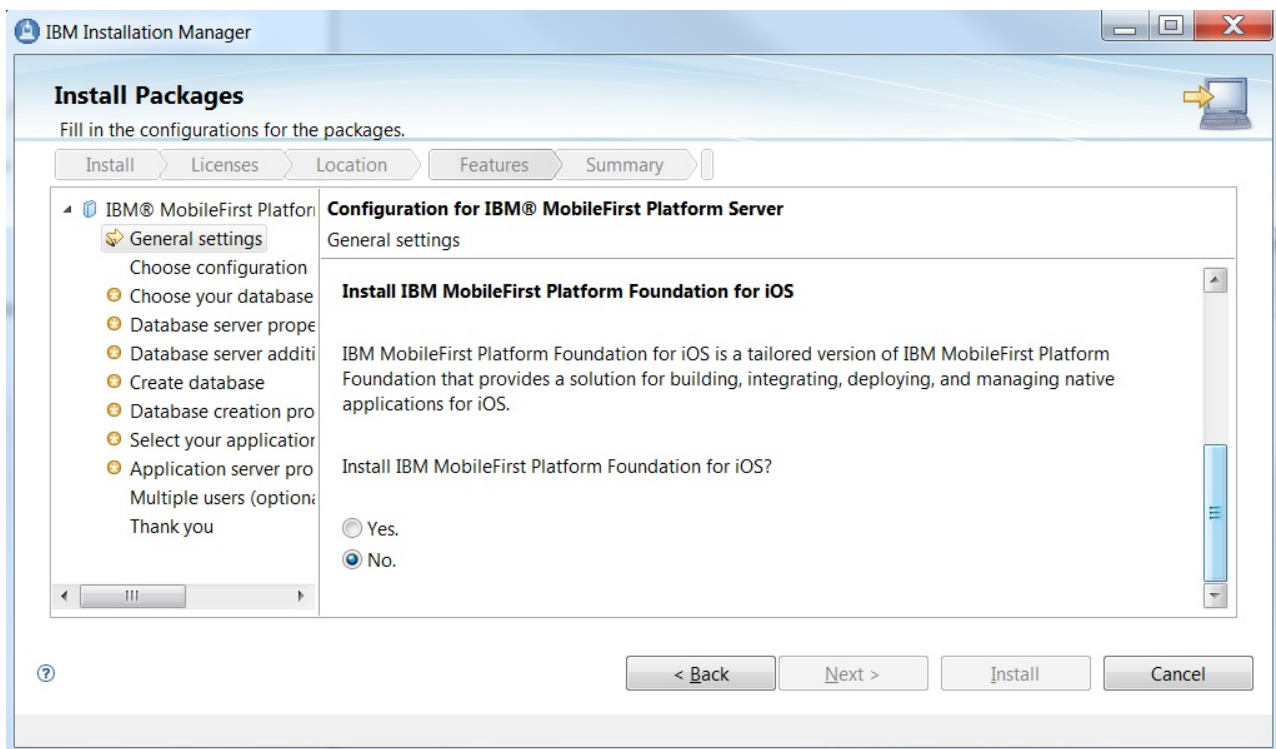 IBM Installation Manager
Install Packages
Fill in the configurations for the packages.
Install
Licenses
Location
Features
Summary
IBM® MobileFirst Platfor
General settings
Choose configuration
Choose your database
Database server prope
Database server additi
Create database
Database creation pro
Select your application
Application server pro
Multiple users (optiona
Thank you
Configuration for IBM® MobileFirst Platform Server
General settings
Install IBM MobileFirst Platform Foundation for iOS
IBM MobileFirst Platform Foundation for iOS is a tailored version of IBM MobileFirst Platform
Foundation that provides a solution for building, integrating, deploying, and managing native
applications for iOS.
Install IBM MobileFirst Platform Foundation for iOS?
Yes.
No.
?
< Back
Next >
Install
Cancel